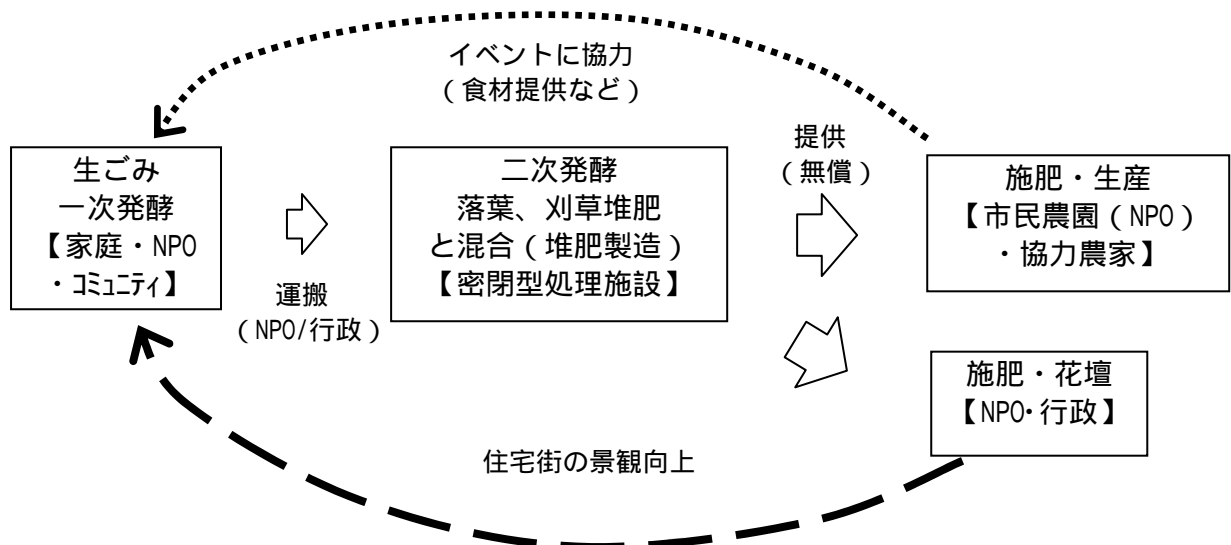 イベントに協力
（食材提供など）
生ごみ
一次発酵
【家庭・NPO
・ｺﾐｭﾆﾃｨ】
運搬
（NPO/行政）
二次発酵
落葉、刈草堆肥
と混合（堆肥製造）
【密閉型処理施設】
提供
（無償）
施肥・生産
【市民農園（NPO）
・協力農家】
施肥・花壇
【NPO･行政】
住宅街の景観向上